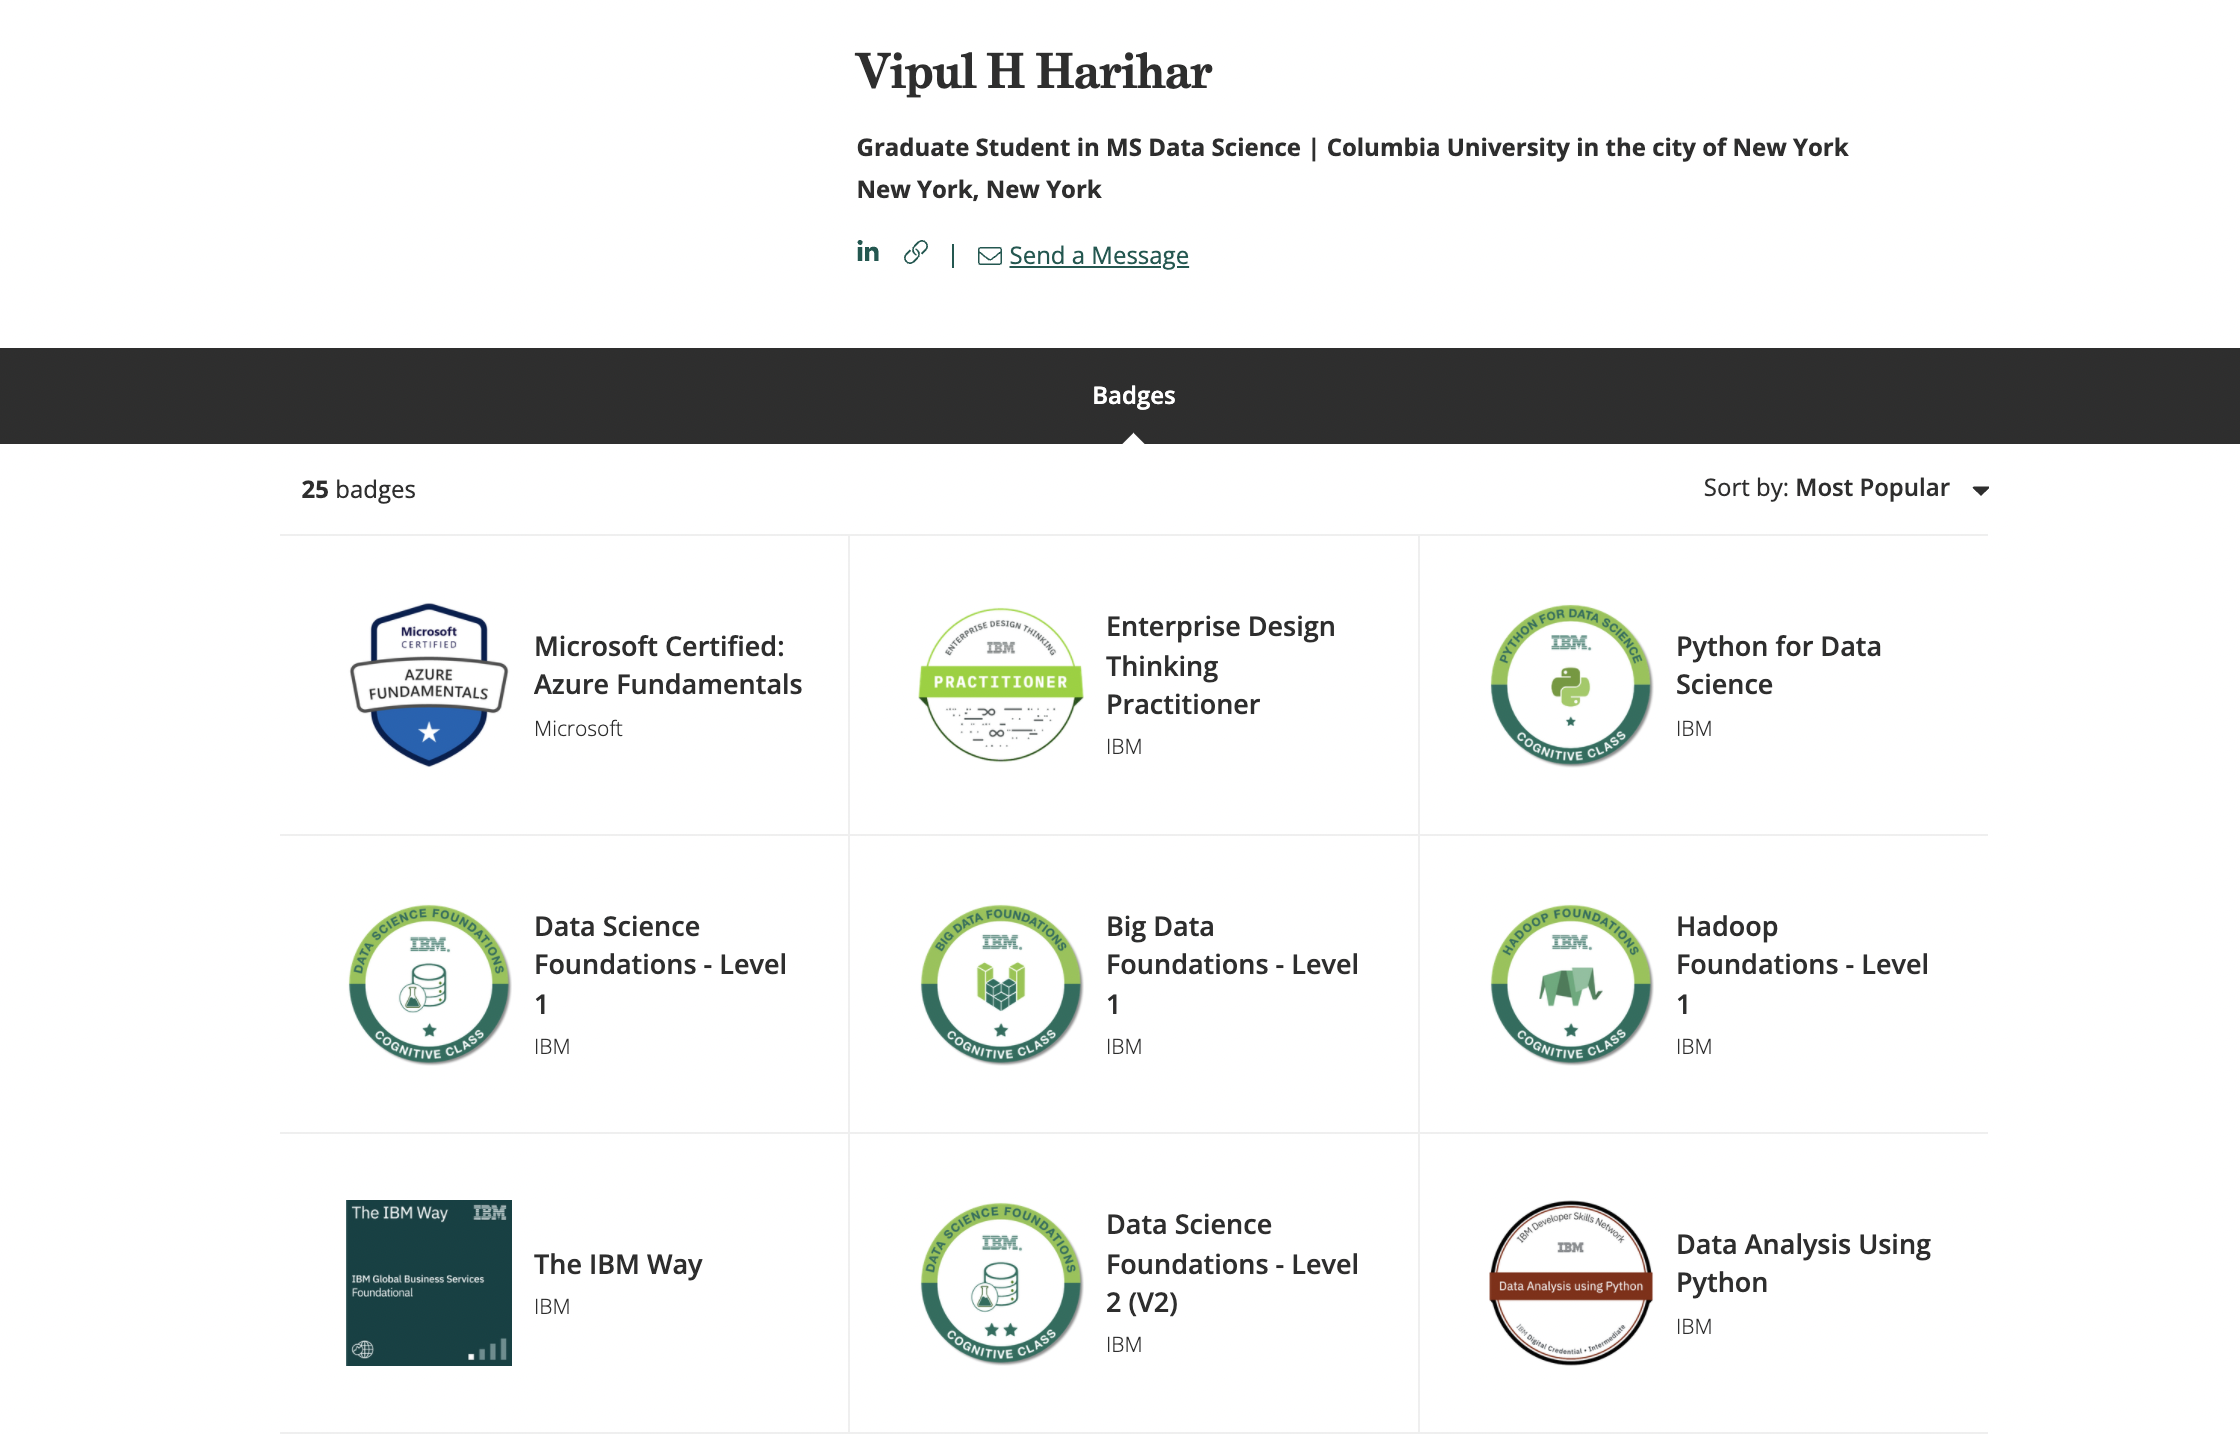 Vipul H Harihar
Graduate Student in MS Data Science | Columbia University in the city of New York
New York, New York
in | Send a Message
Badges
25 badges
Sort by: Most Popular
Microsoft
CERTIFIED
AZURE
FUNDAMENTALS
Microsoft Certified:
Azure Fundamentals
Microsoft
ENTERPRISE DESIGN THINKING
IBM
PRACTITIONER
Enterprise Design
Thinking
Practitioner
IBM
PYTHON FOR DATA SCIENCE
IBM.
COGNITIVE CLASS
Python for Data
Science
IBM
DATA SCIENCE FOUNDATIONS
IBM.
COGNITIVE CLASS
Data Science
Foundations - Level
1
IBM
BIG DATA FOUNDATIONS
IBM.
COGNITIVE CLASS
Big Data
Foundations - Level
1
IBM
HADOOP FOUNDATIONS
IBM.
COGNITIVE CLASS
Hadoop
Foundations - Level
1
IBM
The IBM Way IBM
IBM Global Business Services
Foundational
The IBM Way
IBM
DATA SCIENCE FOUNDATIONS
IBM.
COGNITIVE CLASS
Data Science
Foundations - Level
2 (V2)
IBM
IBM Developer Skills Network
IBM
Data Analysis using Python
IBM Digital Credential • Intermediate
Data Analysis Using
Python
IBM